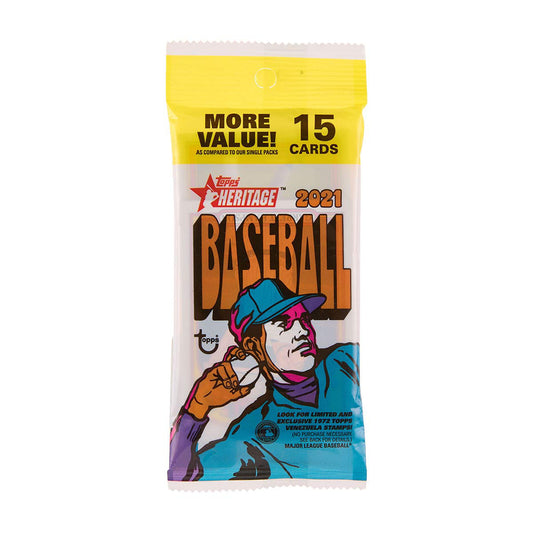 MORE
VALUE!
AS COMPARED TO OUR SINGLE PACKS
15
CARDS
topps
HERITAGE™
2021
BASEBALL
topps
LOOK FOR LIMITED AND
EXCLUSIVE 1972 TOPPS
VENEZUELA STAMPS!
(NO PURCHASE NECESSARY.
SEE BACK FOR DETAILS.)
MAJOR LEAGUE BASEBALL®